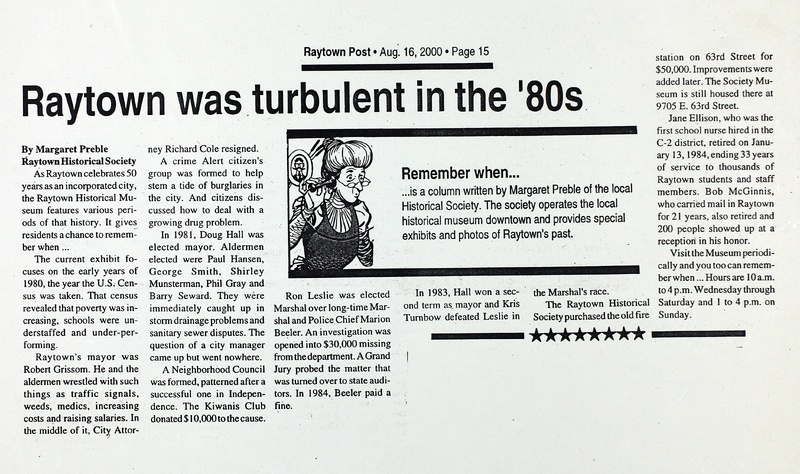 Raytown Post • Aug. 16, 2000 • Page 15
Raytown was turbulent in the '80s
By Margaret Preble
Raytown Historical Society
As Raytown celebrates 50
years as an incorporated city,
the Raytown Historical Mu-
seum features various peri-
ods of that history. It gives
residents a chance to remem-
ber when ...
The current exhibit fo-
cuses on the early years of
1980, the year the U.S. Cen-
sus was taken. That census
revealed that poverty was in-
creasing, schools were un-
derstaffed and under-per-
forming.
Raytown's mayor was
Robert Grissom. He and the
aldermen wrestled with such
things as traffic signals,
weeds, medics, increasing
costs and raising salaries. In
the middle of it, City Attor-
ney Richard Cole resigned.
A crime Alert citizen's
group was formed to help
stem a tide of burglaries in
the city. And citizens dis-
cussed how to deal with a
growing drug problem.
In 1981, Doug Hall was
elected mayor. Aldermen
elected were Paul Hansen,
George Smith, Shirley
Munsterman, Phil Gray and
Barry Seward. They were
immediately caught up in
storm drainage problems and
sanitary sewer disputes. The
question of a city manager
came up but went nowhere.
A Neighborhood Council
was formed, patterned after a
successful one in Indepen-
dence. The Kiwanis Club
donated $10,000 to the cause.
Remember when...
...is a column written by Margaret Preble of the local
Historical Society. The society operates the local
historical museum downtown and provides special
exhibits and photos of Raytown's past.
Ron Leslie was elected
Marshal over long-time Mar-
shal and Police Chief Marion
Beeler. An investigation was
opened into $30,000 missing
from the department. A Grand
Jury probed the matter that
was turned over to state audi-
tors. In 1984, Beeler paid a
fine.
In 1983, Hall won a sec-
ond term as mayor and Kris
Turnbow defeated Leslie in
the Marshal's race.
The Raytown Historical
Society purchased the old fire
station on 63rd Street for
$50,000. Improvements were
added later. The Society Mu-
seum is still housed there at
9705 E. 63rd Street.
Jane Ellison, who was the
first school nurse hired in the
C-2 district, retired on Janu-
ary 13, 1984, ending 33 years
of service to thousands of
Raytown students and staff
members. Bob McGinnis,
who carried mail in Raytown
for 21 years, also retired and
200 people showed up at a
reception in his honor.
Visit the Museum periodi-
cally and you too can remem-
ber when ... Hours are 10 a.m.
to 4 p.m. Wednesday through
Saturday and 1 to 4 p.m. on
Sunday.